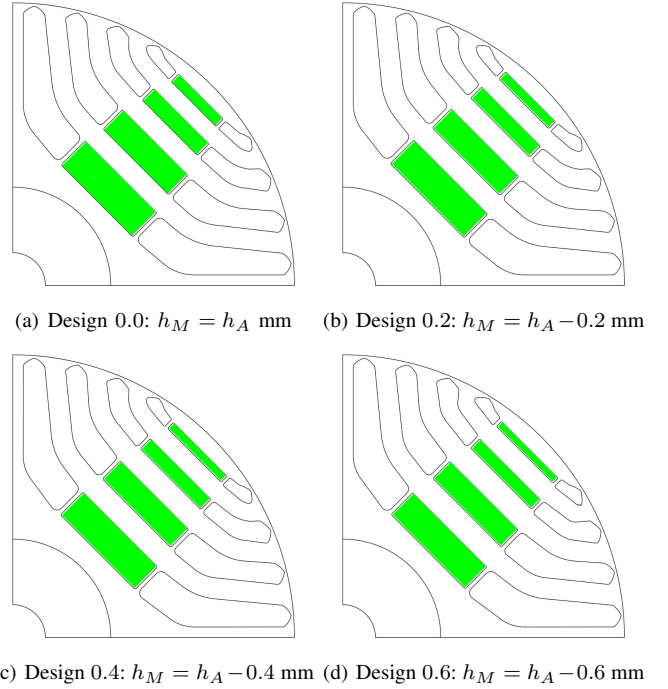 (a) Design 0.0: h_M = h_A mm
(b) Design 0.2: h_M = h_A−0.2 mm
c) Design 0.4: h_M = h_A−0.4 mm
(d) Design 0.6: h_M = h_A−0.6 mm